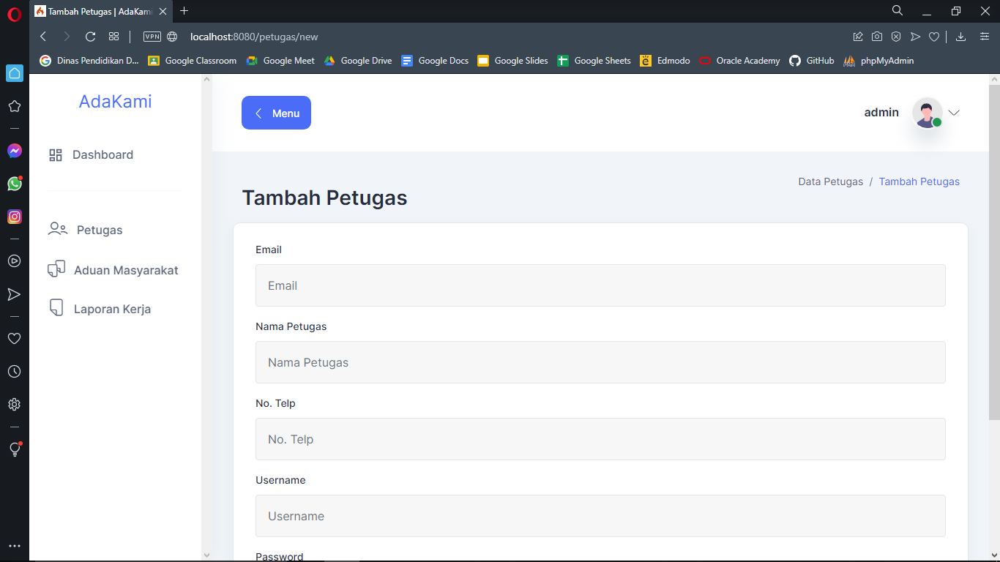 Tambah Petugas | AdaKami
VPN
localhost:8080/petugas/new
Dinas Pendidikan D... Google Classroom Google Meet Google Drive Google Docs Google Slides Google Sheets Edmodo Oracle Academy GitHub phpMyAdmin
AdaKami
Dashboard
Petugas
Aduan Masyarakat
Laporan Kerja
Menu
admin
Data Petugas / Tambah Petugas
Tambah Petugas
Email
Email
Nama Petugas
Nama Petugas
No. Telp
No. Telp
Username
Username
Password